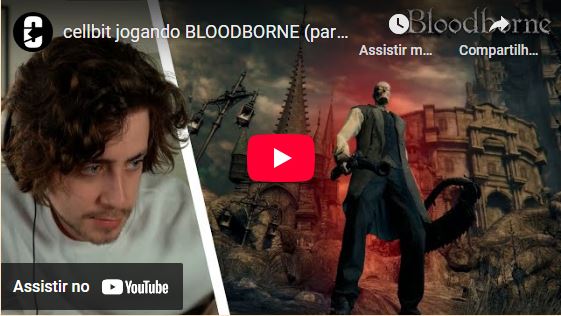 cellbit jogando BLOODBORNE (par...
Bloodborne
Assistir m...
Compartilh...
Assistir no YouTube